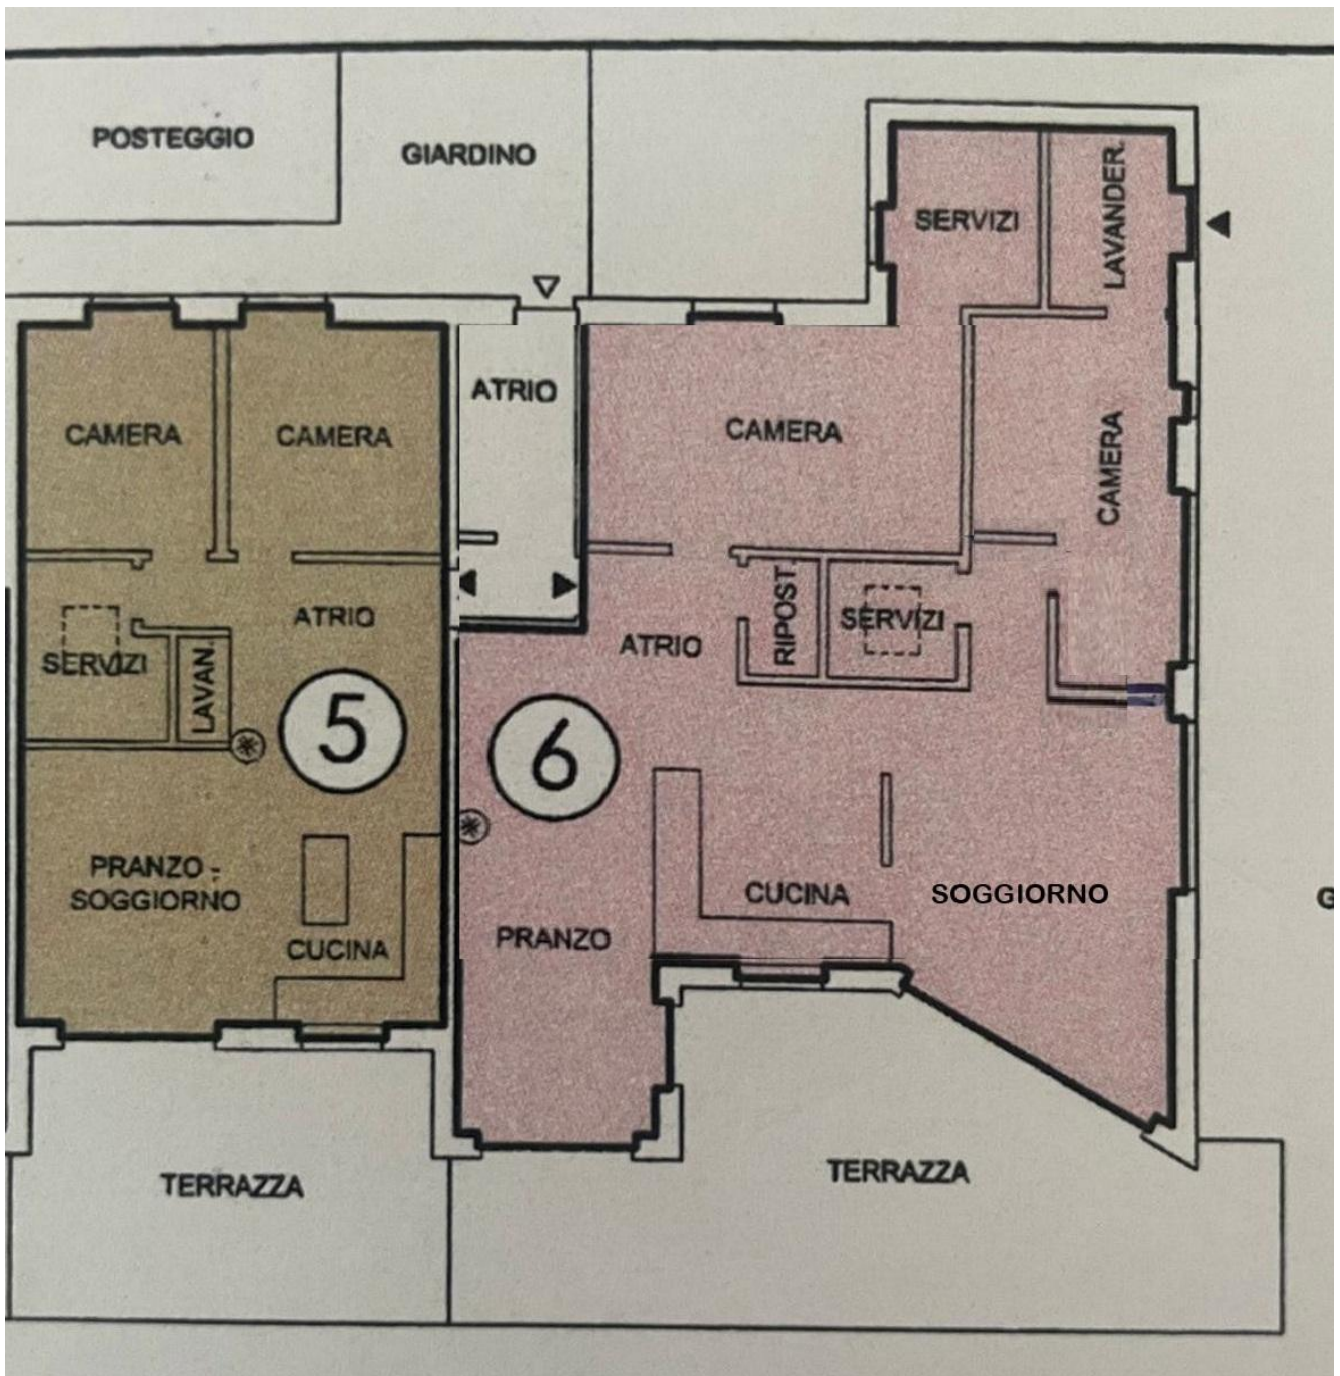 POSTEGGIO
GIARDINO
SERVIZI
LAVANDER.
ATRIO
CAMERA
CAMERA
CAMERA
CAMERA
ATRIO
SERVIZI
LAVAN.
ATRIO
RIPOST.
SERVIZI
5
6
PRANZO -
SOGGIORNO
CUCINA
PRANZO
CUCINA
SOGGIORNO
G
TERRAZZA
TERRAZZA